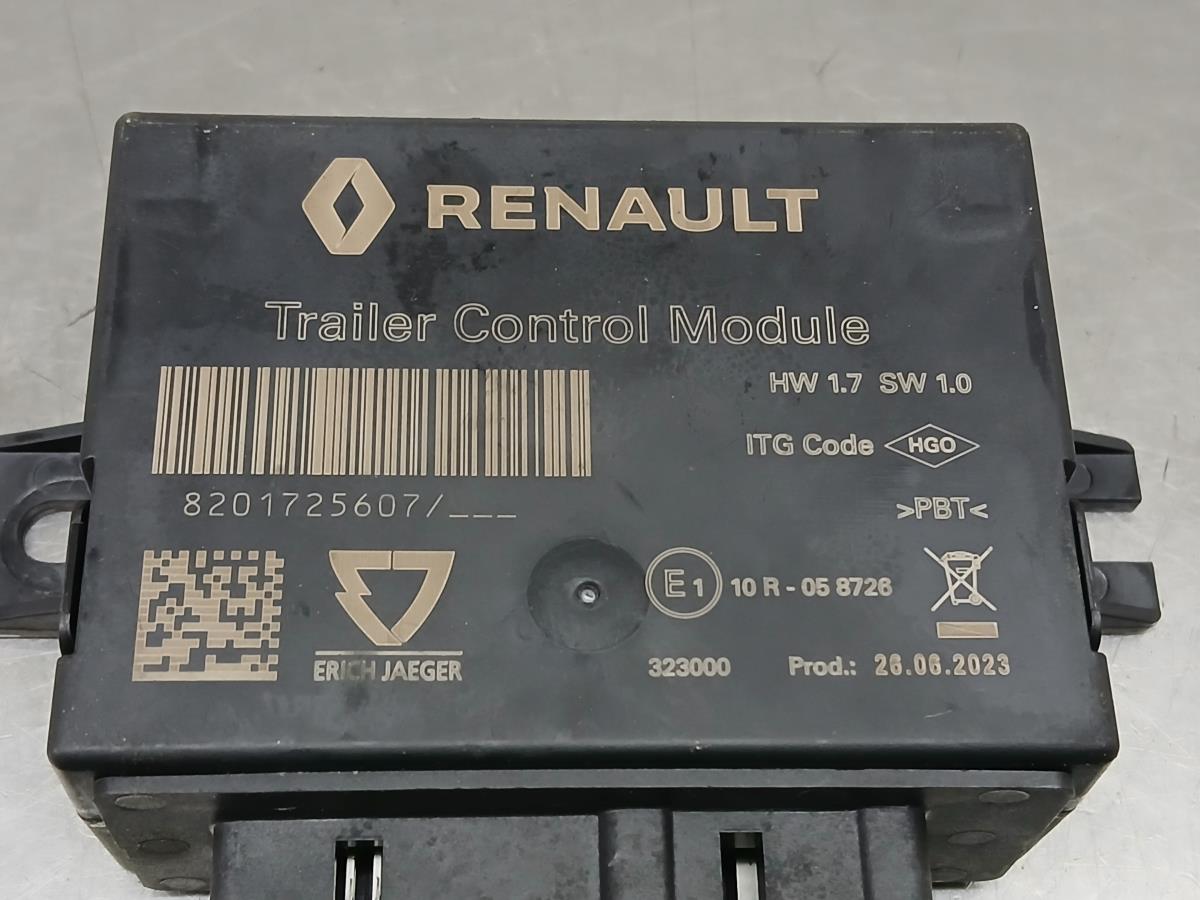 RENAULT
Trailer Control Module
HW 1.7 SW 1.0
ITG Code HGO
8201725607/___
>PBT<
E1 10 R - 05 8726
ERICH JAEGER
323000 Prod.: 26.06.2023